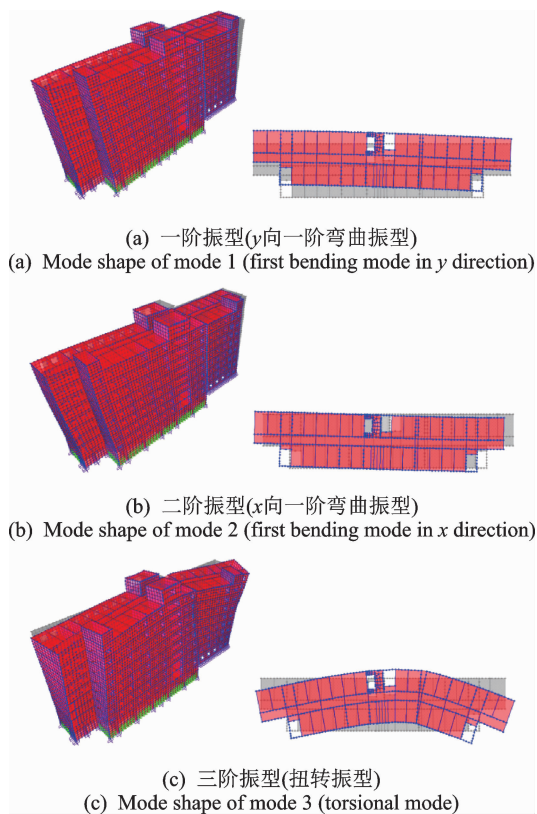 (a) 一阶振型(y向一阶弯曲振型)
(a) Mode shape of mode 1 (first bending mode in y direction)
(b) 二阶振型(x向一阶弯曲振型)
(b) Mode shape of mode 2 (first bending mode in x direction)
(c) 三阶振型(扭转振型)
(c) Mode shape of mode 3 (torsional mode)